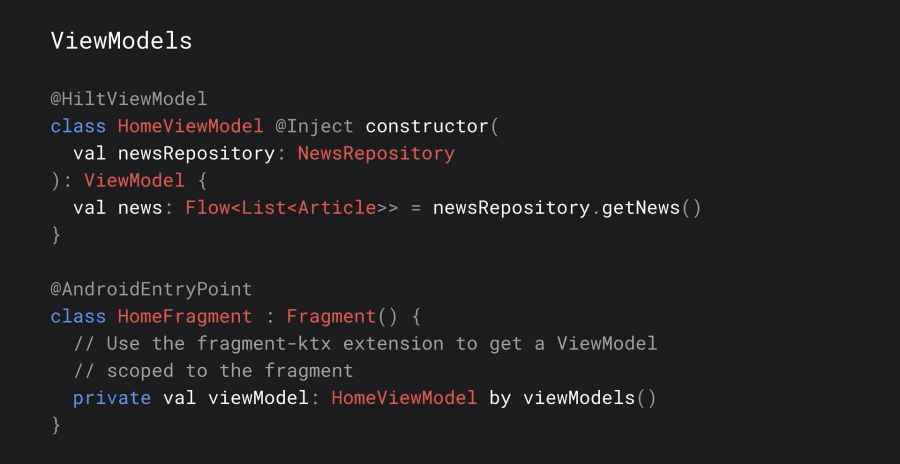 ViewModels
@HiltViewModel
class HomeViewModel @Inject constructor(
  val newsRepository: NewsRepository
): ViewModel {
  val news: Flow<List<Article>> = newsRepository.getNews()
}
@AndroidEntryPoint
class HomeFragment : Fragment() {
  // Use the fragment-ktx extension to get a ViewModel
  // scoped to the fragment
  private val viewModel: HomeViewModel by viewModels()
}